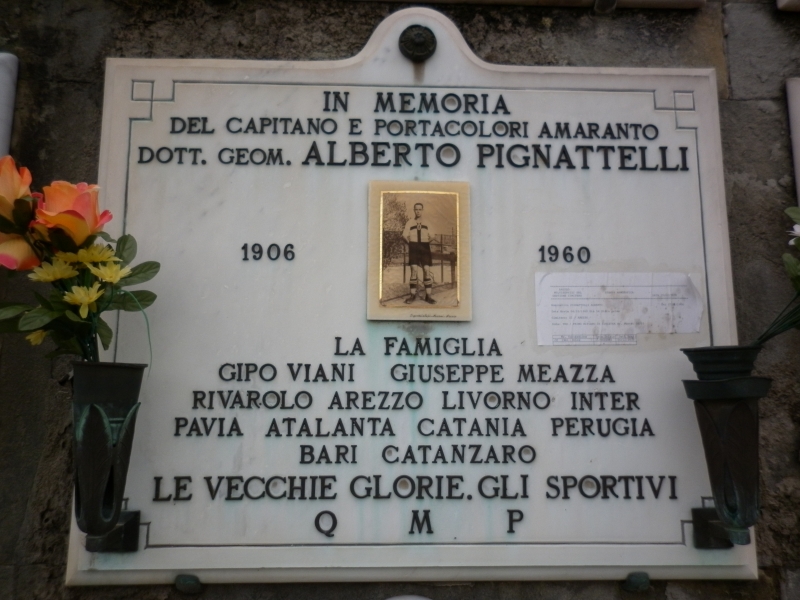 IN MEMORIA
DEL CAPITANO E PORTACOLORI AMARANTO
DOTT. GEOM. ALBERTO PIGNATTELLI
1906 1960
LA FAMIGLIA
GIPO VIANI GIUSEPPE MEAZZA
RIVAROLO AREZZO LIVORNO INTER
PAVIA ATALANTA CATANIA PERUGIA
BARI CATANZARO
LE VECCHIE GLORIE. GLI SPORTIVI
Q M P